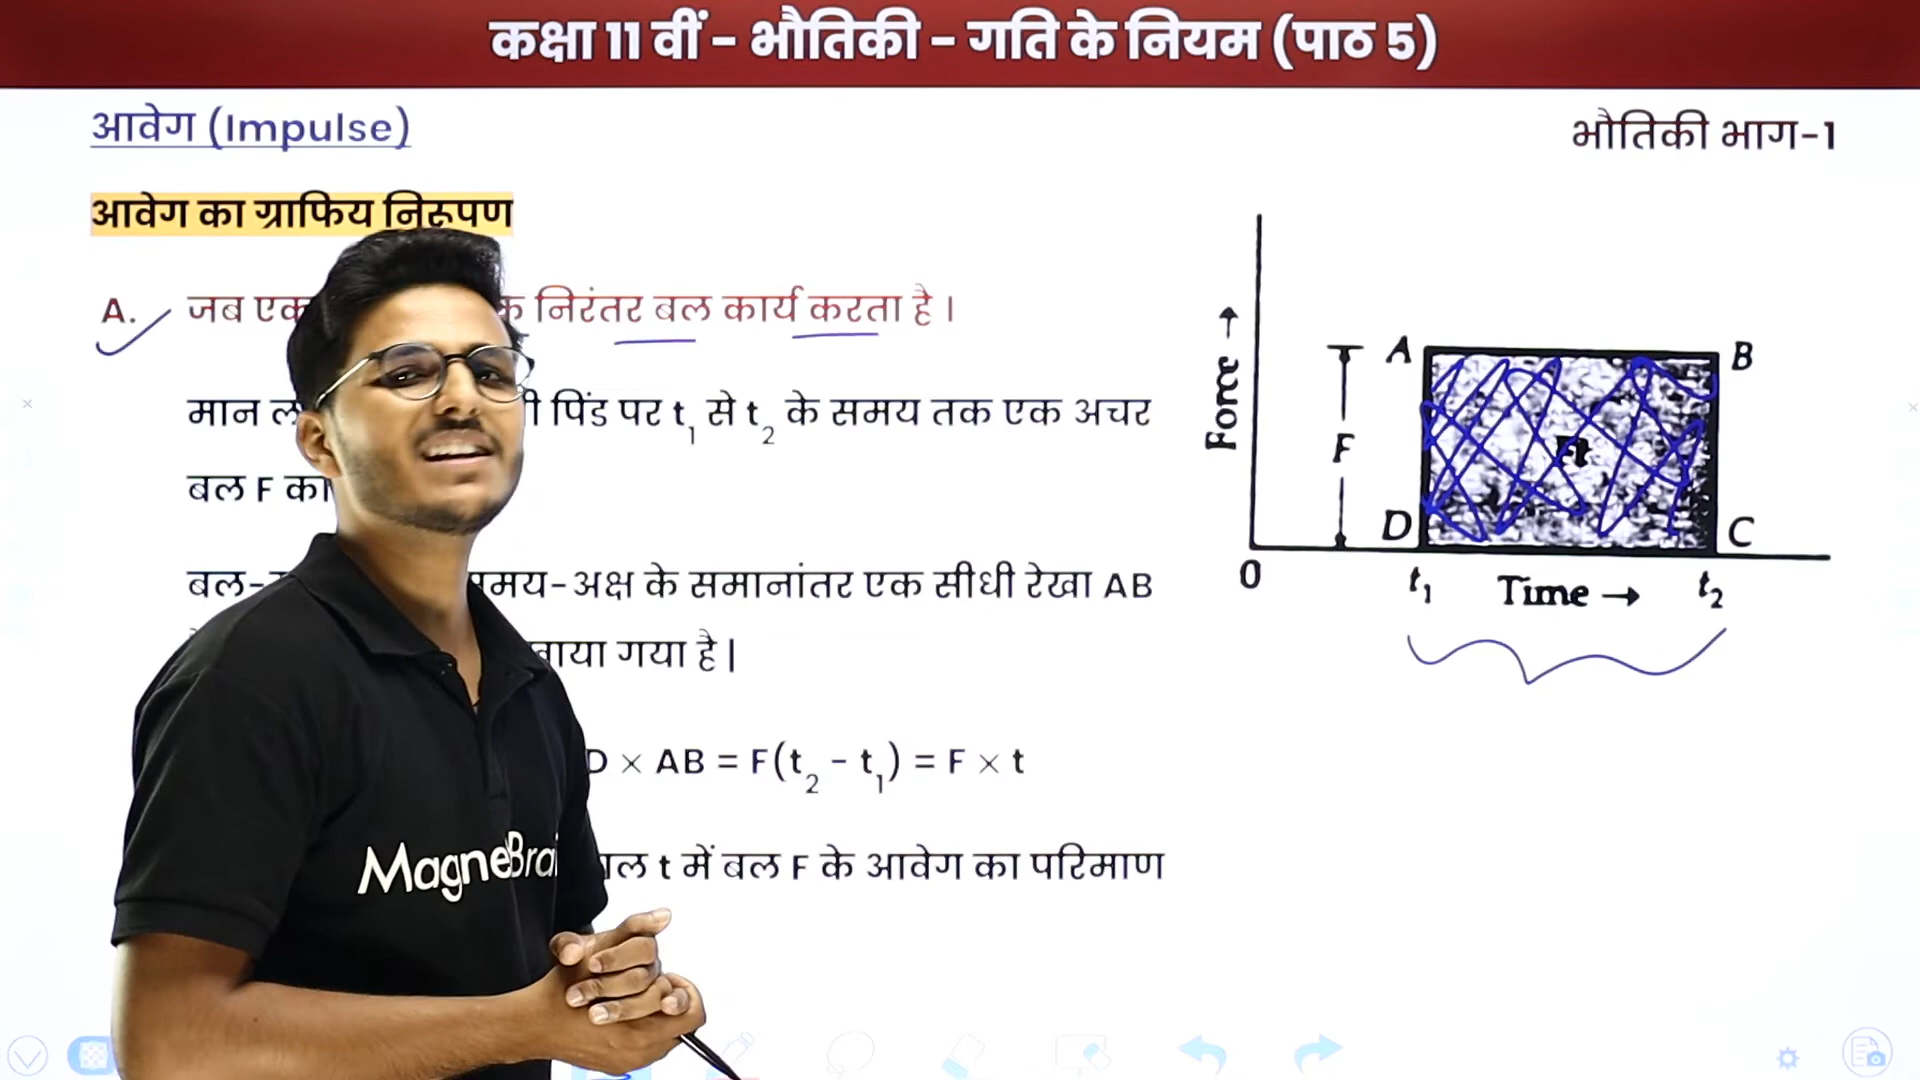 कक्षा 11 वीं - भौतिकी - गति के नियम (पाठ 5)
आवेग (Impulse)
भौतिकी भाग-1
आवेग का ग्राफिय निरूपण
A. जब एक निरंतर बल कार्य करता है ।
मान पिंड पर t₁ से t₂ के समय तक एक अचर
बल F का
बल- समय-अक्ष के समानांतर एक सीधी रेखा AB
गया है |
D × AB = F(t₂ - t₁) = F × t
t में बल F के आवेग का परिमाण
Force →
F
A
B
D
C
0
t₁
Time →
t₂
MagneBrai